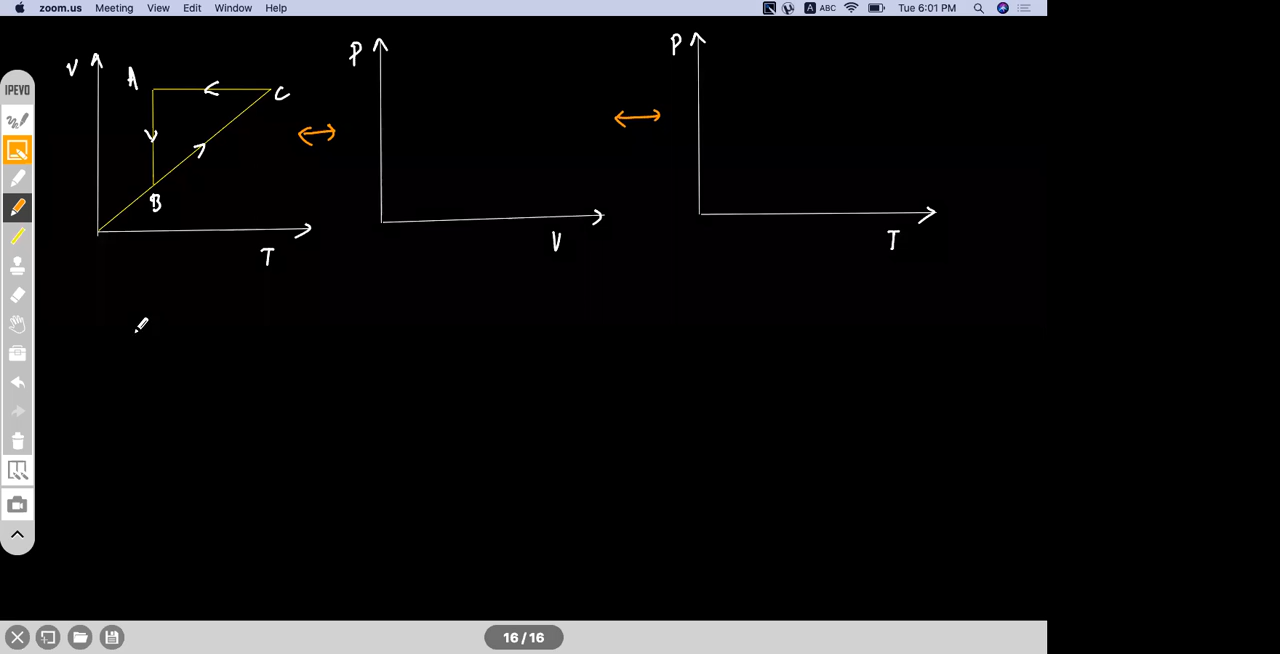 zoom.us Meeting View Edit Window Help
A ABC Tue 6:01 PM
IPEVO
V A C
B
T
P
V
P
T
16/16